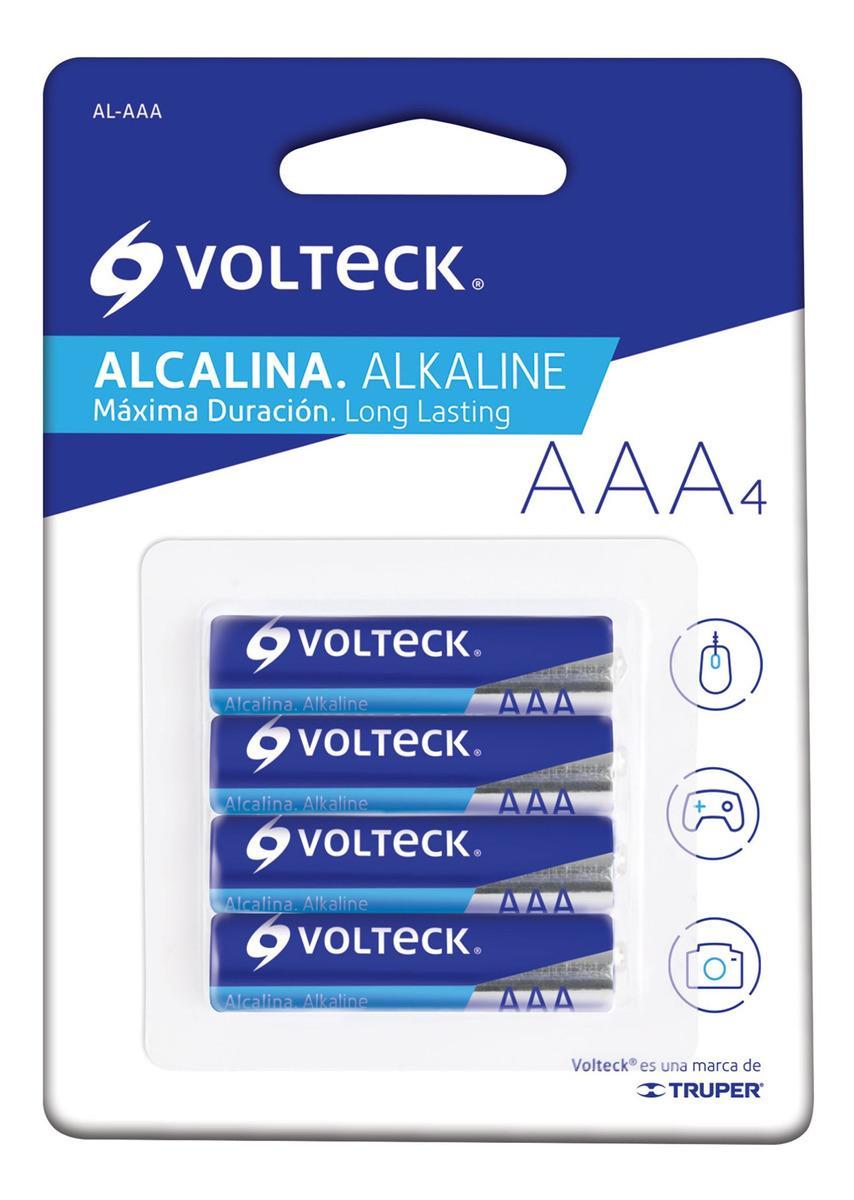 AL-AAA
VOLTECK®
ALCALINA. ALKALINE
Máxima Duración. Long Lasting
AAA4
VOLTECK®
Alcalina. Alkaline
AAA
VOLTECK®
Alcalina. Alkaline
AAA
VOLTECK®
Alcalina. Alkaline
AAA
VOLTECK®
Alcalina. Alkaline
AAA
Volteck® es una marca de
TRUPER®